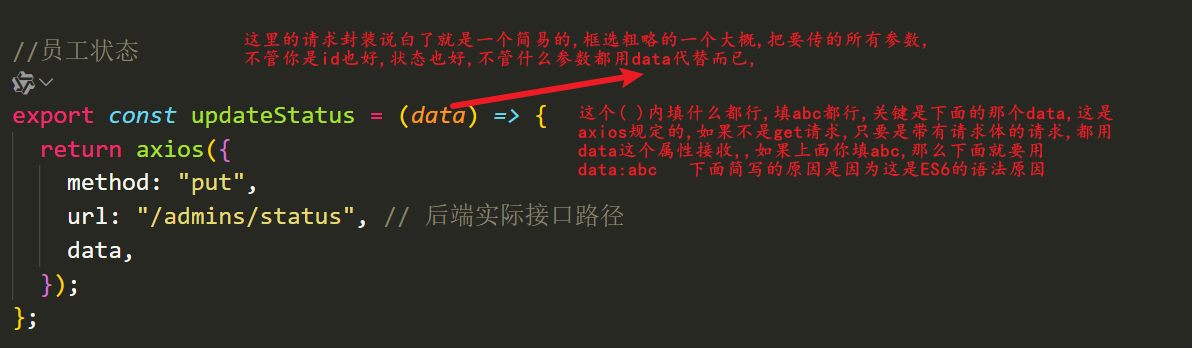 //员工状态
这里的请求封装说白了就是一个简易的,框选粗略的一个大概,把要传的所有参数,
不管你是id也好,状态也好,不管什么参数都用data代替而已,
export const updateStatus = (data) => {
这个()内填什么都行,填abc都行,关键是下面的那个data,这是
axios规定的,如果不是get请求,只要是带有请求体的请求,都用
data这个属性接收,,如果上面你填abc,那么下面就要用
data:abc 下面简写的原因是因为这是ES6的语法原因
return axios({
method: "put",
url: "/admins/status", // 后端实际接口路径
data,
});
};